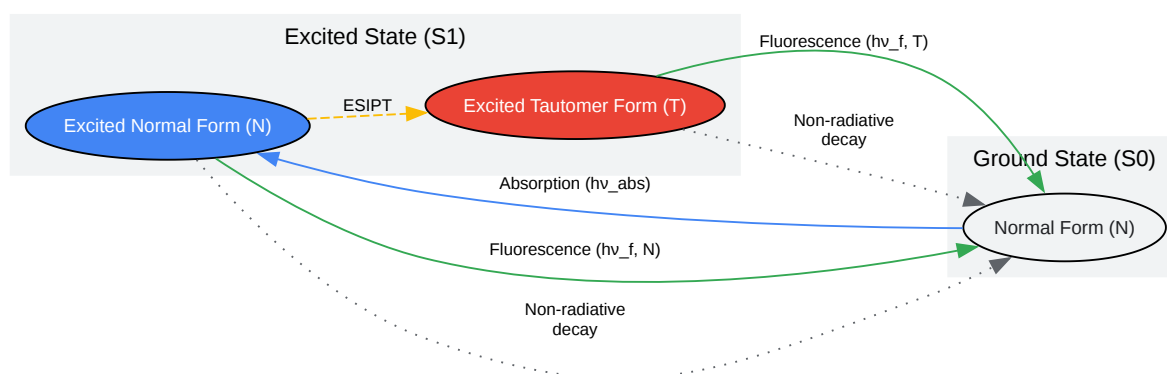 Excited State (S1)
Fluorescence (hν_f, T)
ESIPT
Excited Tautomer Form (T)
Excited Normal Form (N)
Non-radiative
decay
Ground State (S0)
Absorption (hν_abs)
Normal Form (N)
Fluorescence (hν_f, N)
Non-radiative
decay